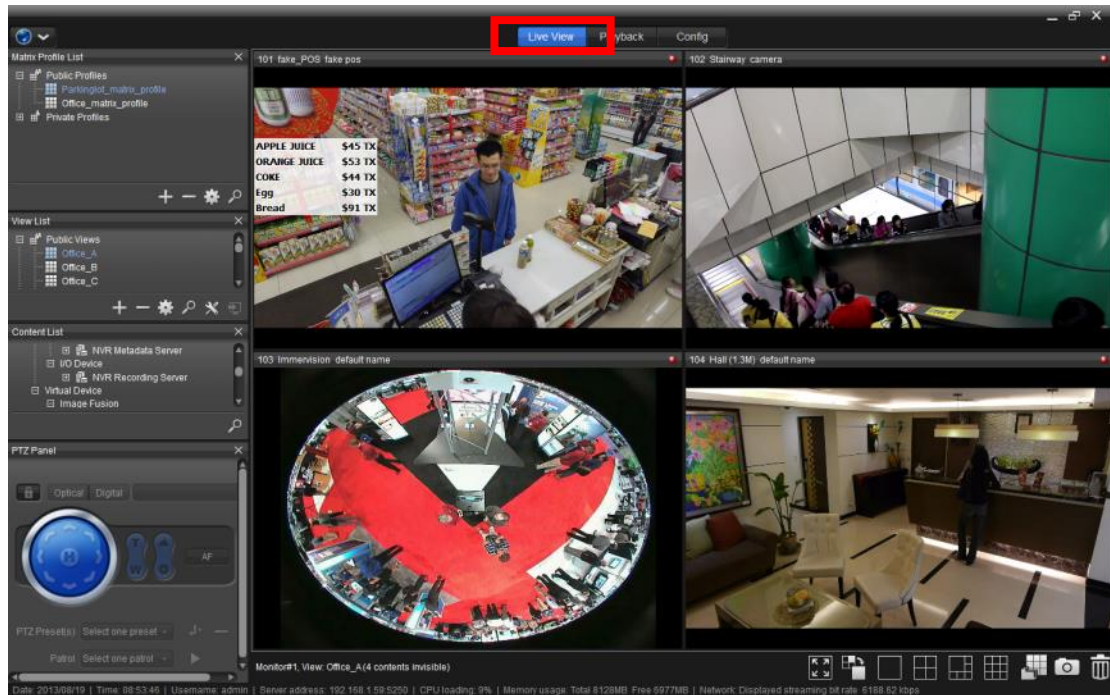 Live View Playback Config
Matrix Profile List
Public Profiles
Parkinglot_matrix_profile
Office_matrix_profile
Private Profiles
View List
Public Views
Office_A
Office_B
Office_C
Content List
NVR Metadata Server
I/O Device
NVR Recording Server
Virtual Device
Image Fusion
PTZ Panel
Optical Digital
T
W
AF
PTZ Preset(s) Select one preset
Patrol Select one patrol
101 fake_POS fake pos
APPLE JUICE $45 TX
ORANGE JUICE $53 TX
COKE $44 TX
Egg $30 TX
Bread $91 TX
102 Stairway camera
103 Immervision default name
104 Hall (1.3M) default name
Monitor#1, View: Office_A(4 contents invisible)
Date: 2013/08/19 | Time: 08:53:46 | Username: admin | Server address: 192.168.1.59:5250 | CPU loading: 9% | Memory usage: Total 8128MB Free 6977MB | Network: Displayed streaming bit rate 6188.62 kbps